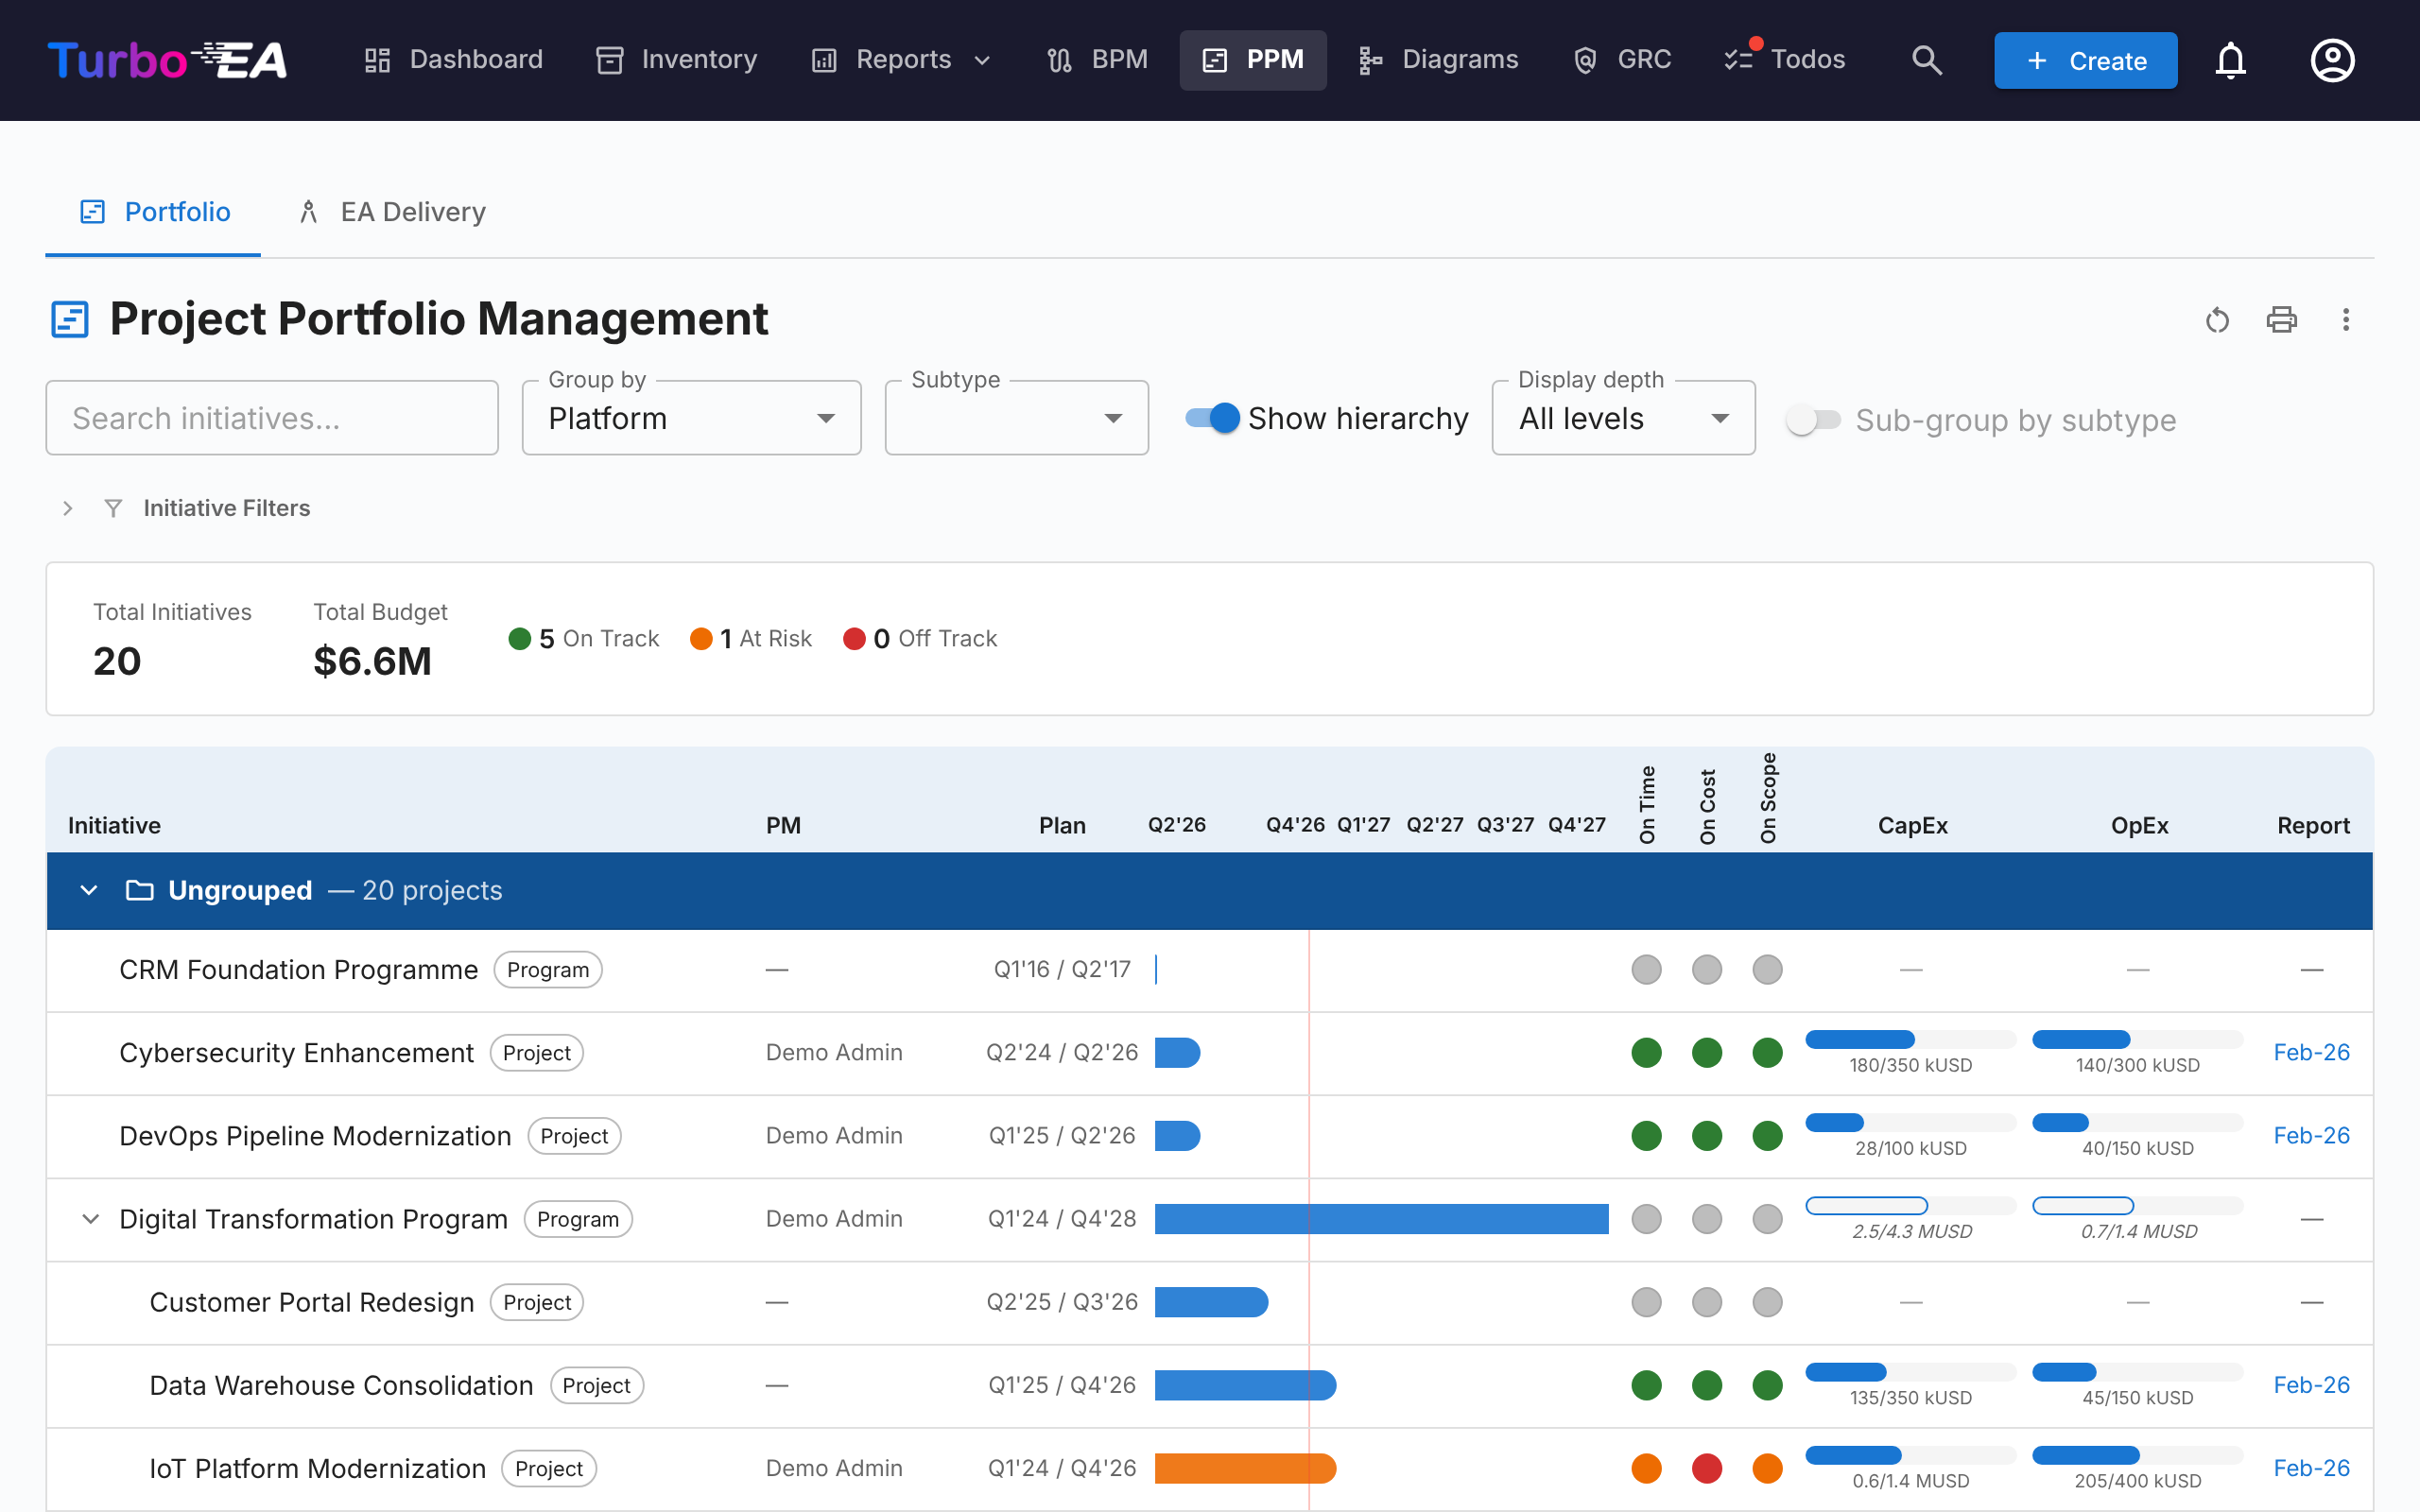 Turbo EA Dashboard Inventory Reports BPM PPM Diagrams GRC Todos + Create
Portfolio EA Delivery
Project Portfolio Management
Search initiatives... Group by Platform Subtype Show hierarchy Display depth All levels Sub-group by subtype
Initiative Filters
Total Initiatives Total Budget
20 $6.6M 5 On Track 1 At Risk 0 Off Track
Initiative PM Plan Q2'26 Q4'26 Q1'27 Q2'27 Q3'27 Q4'27 On Time On Cost On Scope CapEx OpEx Report
Ungrouped — 20 projects
CRM Foundation Programme Program — Q1'16 / Q2'17 — — —
Cybersecurity Enhancement Project Demo Admin Q2'24 / Q2'26 180/350 kUSD 140/300 kUSD Feb-26
DevOps Pipeline Modernization Project Demo Admin Q1'25 / Q2'26 28/100 kUSD 40/150 kUSD Feb-26
Digital Transformation Program Program Demo Admin Q1'24 / Q4'28 2.5/4.3 MUSD 0.7/1.4 MUSD —
Customer Portal Redesign Project — Q2'25 / Q3'26 — — —
Data Warehouse Consolidation Project — Q1'25 / Q4'26 135/350 kUSD 45/150 kUSD Feb-26
IoT Platform Modernization Project Demo Admin Q1'24 / Q4'26 0.6/1.4 MUSD 205/400 kUSD Feb-26